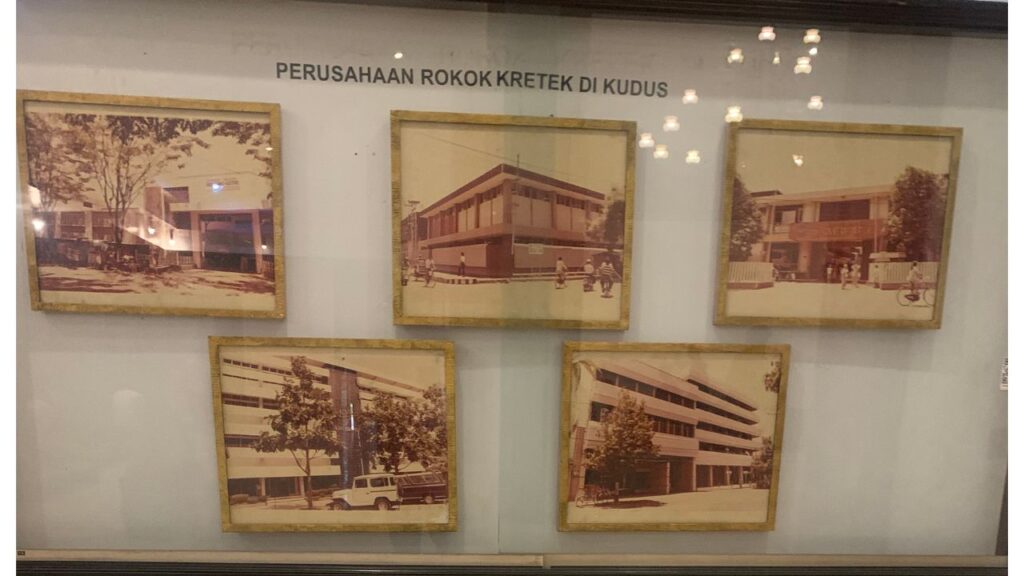 PERUSAHAAN ROKOK KRETEK DI KUDUS